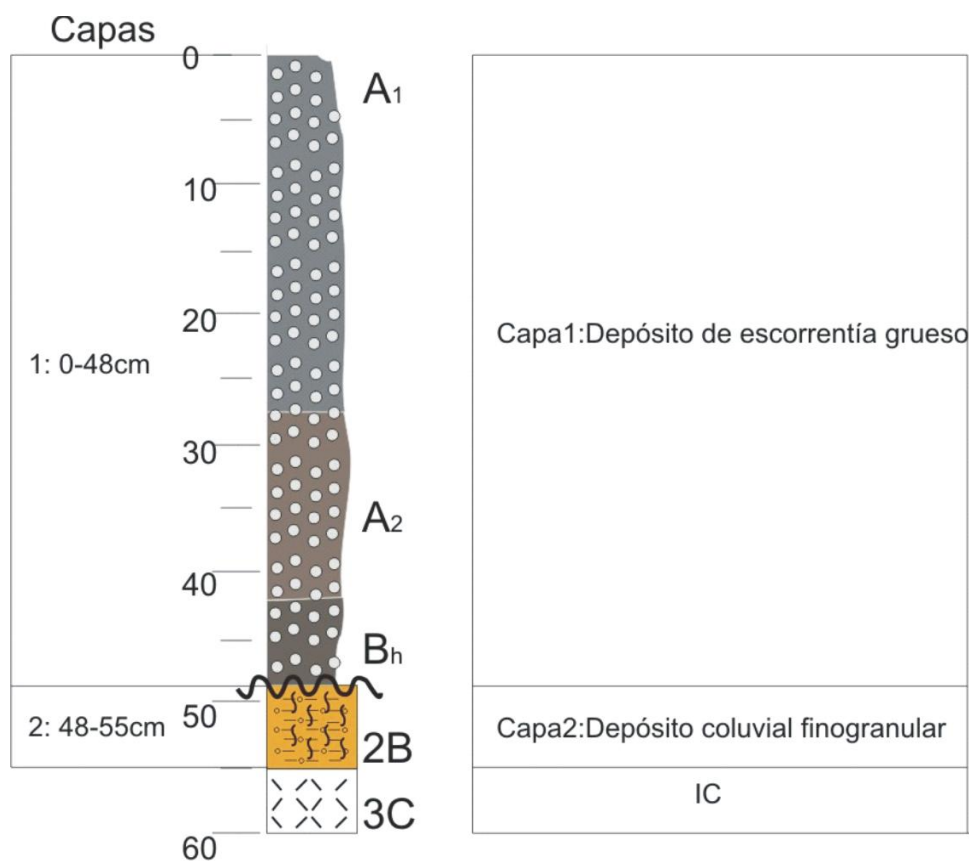 Capas
0
A1
10
20
Capa1:Depósito de escorrentía grueso
1: 0-48cm
30
A2
40
Bh
50
2: 48-55cm
Capa2:Depósito coluvial finogranular
2B
IC
3C
60